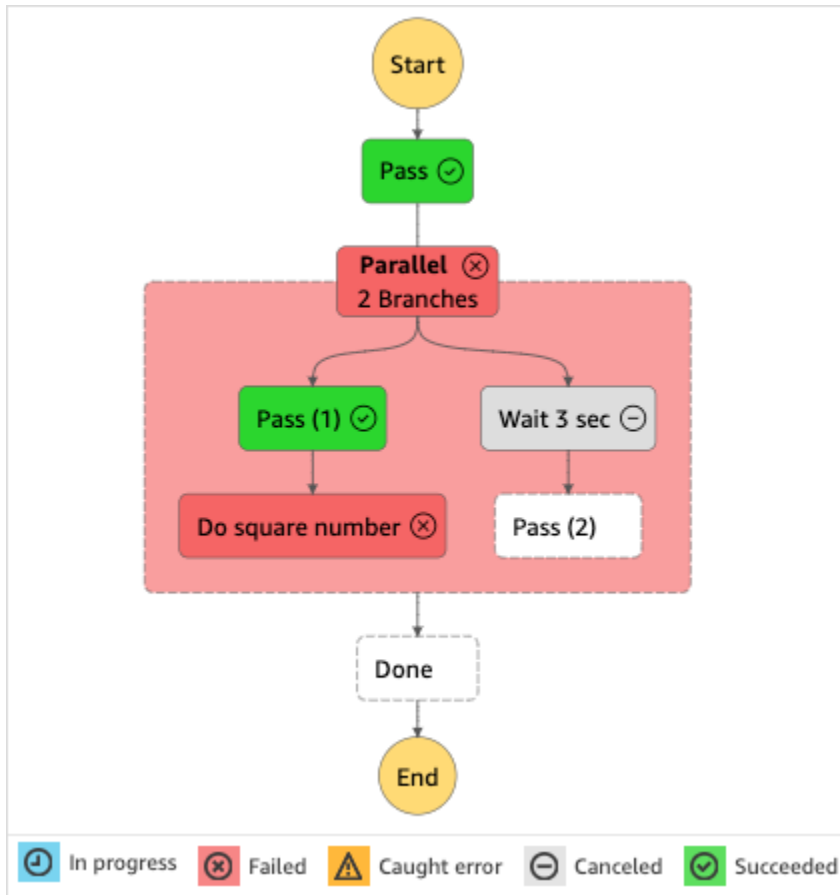 Start
Pass
Parallel
2 Branches
Pass (1)
Wait 3 sec
Do square number
Pass (2)
Done
End
In progress
Failed
Caught error
Canceled
Succeeded